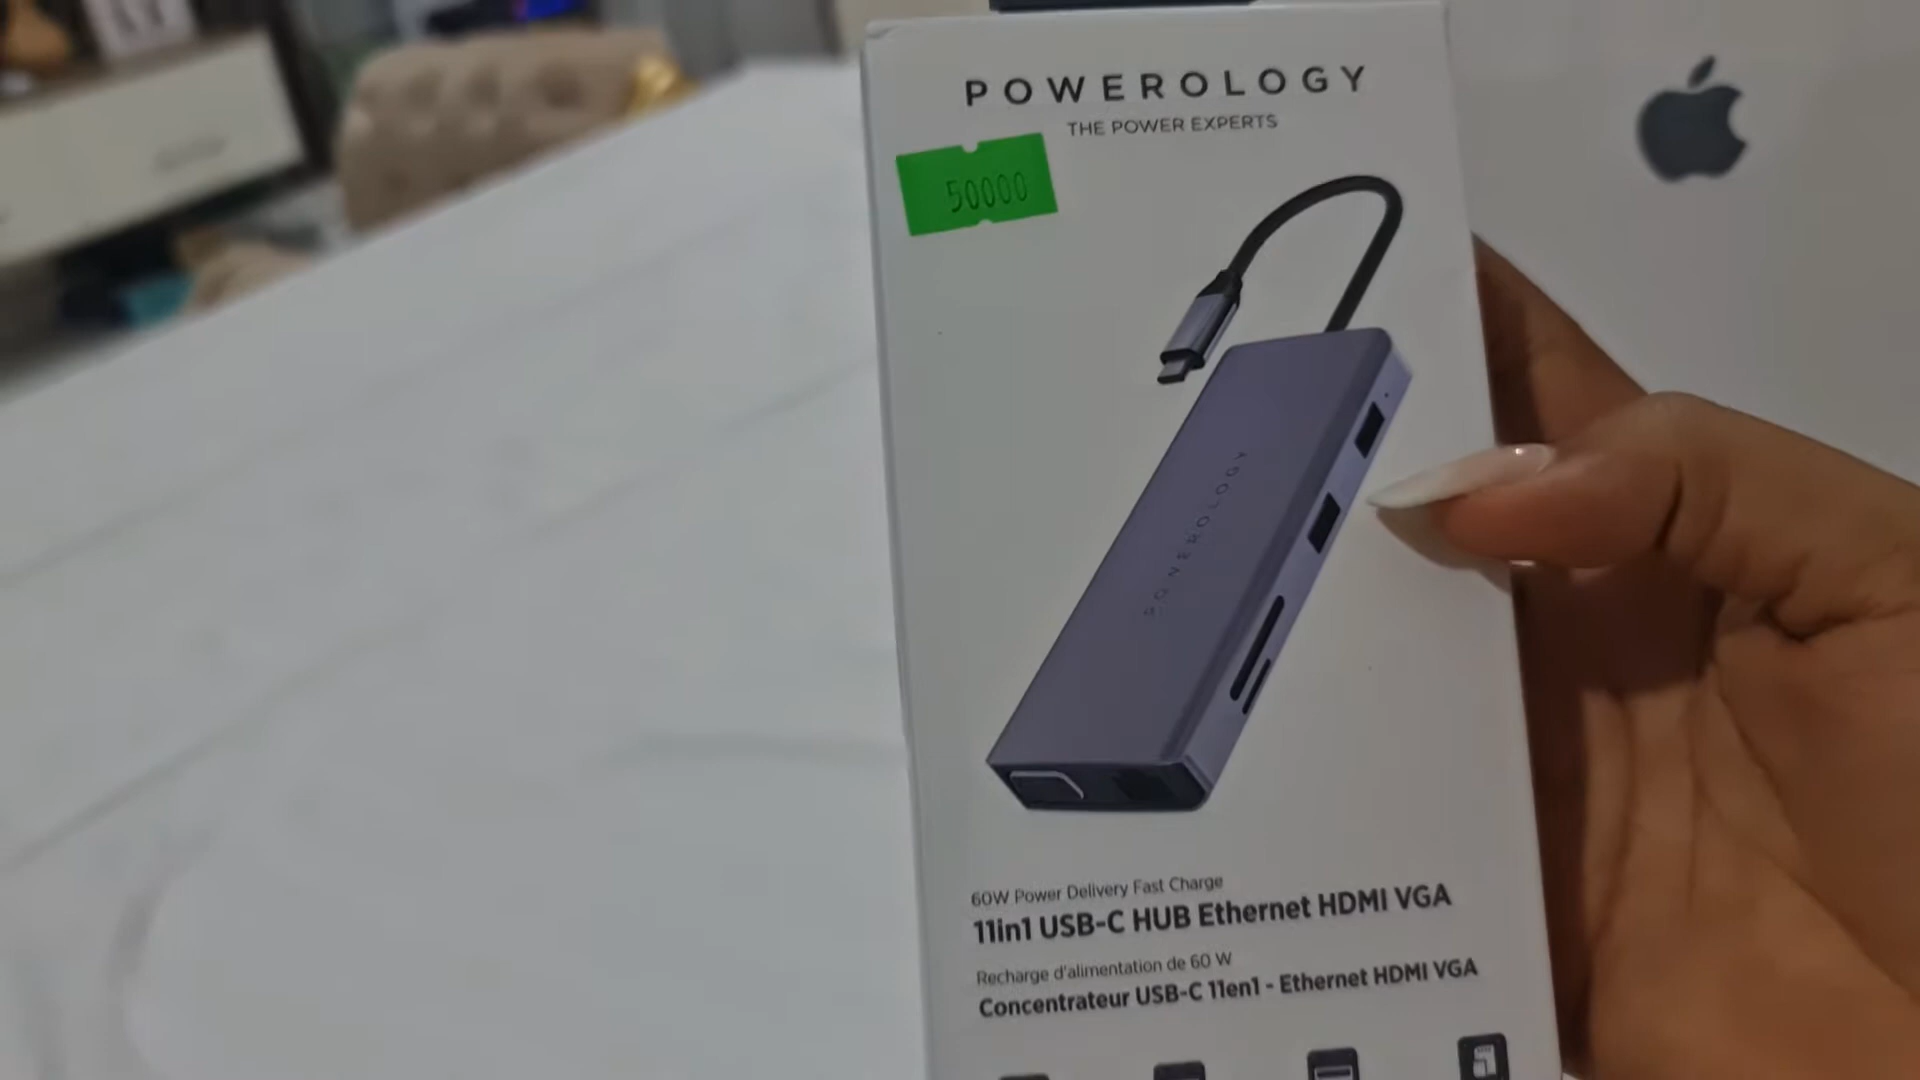 POWEROLOGY
THE POWER EXPERTS
50000
POWEROLOGY
60W Power Delivery Fast Charge
11in1 USB-C HUB Ethernet HDMI VGA
Recharge d'alimentation de 60 W
Concentrateur USB-C 11en1 - Ethernet HDMI VGA